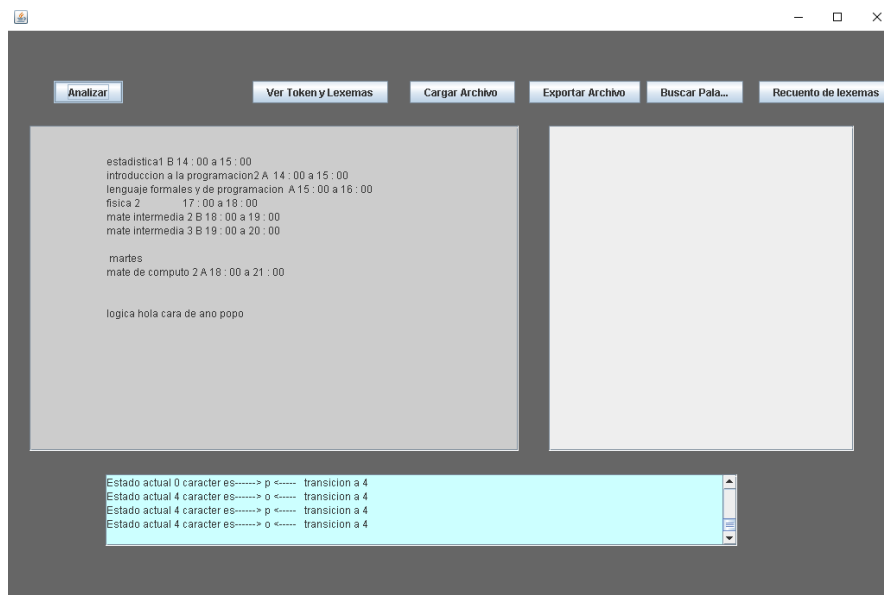 Analizar
Ver Token y Lexemas
Cargar Archivo
Exportar Archivo
Buscar Pala...
Recuento de lexemas
estadistica1 B 14 : 00 a 15 : 00
introduccion a la programacion2 A 14 : 00 a 15 : 00
lenguaje formales y de programacion A 15 : 00 a 16 : 00
fisica 2 17 : 00 a 18 : 00
mate intermedia 2 B 18 : 00 a 19 : 00
mate intermedia 3 B 19 : 00 a 20 : 00
martes
mate de computo 2 A 18 : 00 a 21 : 00
logica hola cara de ano popo
Estado actual 0 caracter es------> p <----- transicion a 4
Estado actual 4 caracter es------> o <----- transicion a 4
Estado actual 4 caracter es------> p <----- transicion a 4
Estado actual 4 caracter es------> o <----- transicion a 4